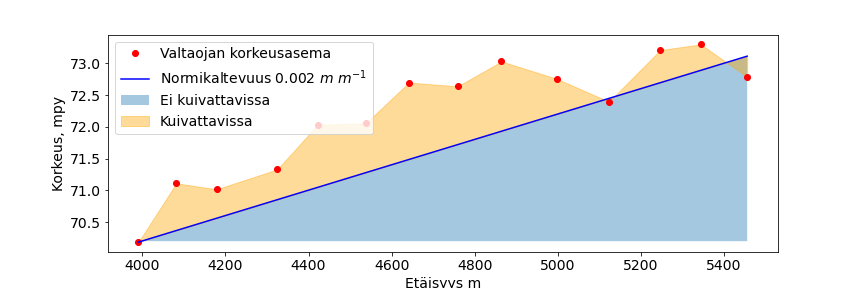 Valtaojan korkeusasema
Normikaltevuus 0.002 m m⁻¹
Ei kuivattavissa
Kuivattavissa
Korkeus, mpy
73.0
72.5
72.0
71.5
71.0
70.5
4000 4200 4400 4600 4800 5000 5200 5400
Etäisyys m